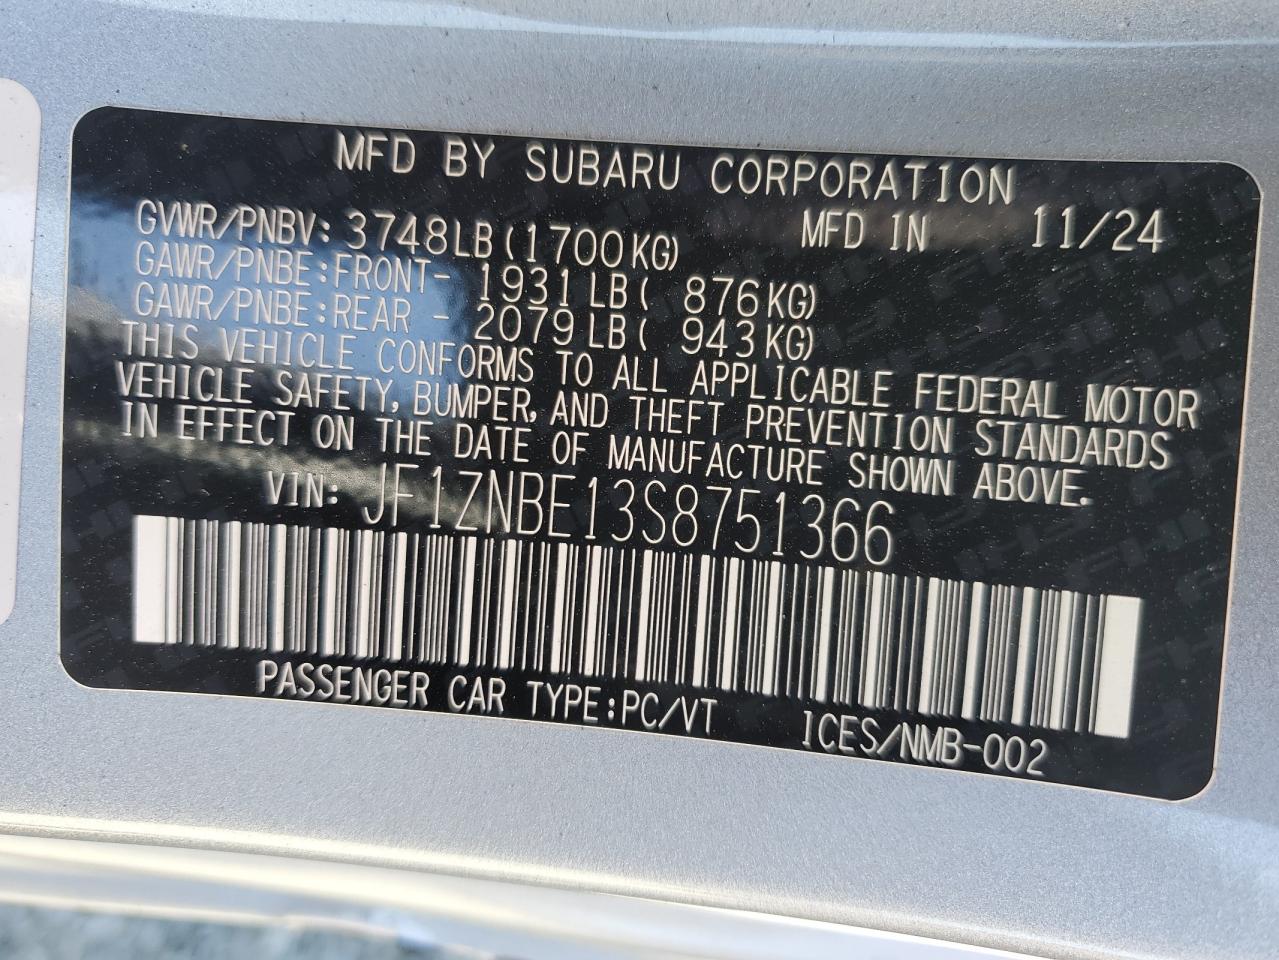 MFD BY SUBARU CORPORATION
GVWR/PNBV: 3748LB(1700KG) MFD IN 11/24
GAWR/PNBE:FRONT- 1931LB( 876KG)
GAWR/PNBE:REAR - 2079LB( 943KG)
THIS VEHICLE CONFORMS TO ALL APPLICABLE FEDERAL MOTOR
VEHICLE SAFETY, BUMPER, AND THEFT PREVENTION STANDARDS
IN EFFECT ON THE DATE OF MANUFACTURE SHOWN ABOVE.
VIN: JF1ZNBE13S8751366
PASSENGER CAR TYPE:PC/VT ICES/NMB-002